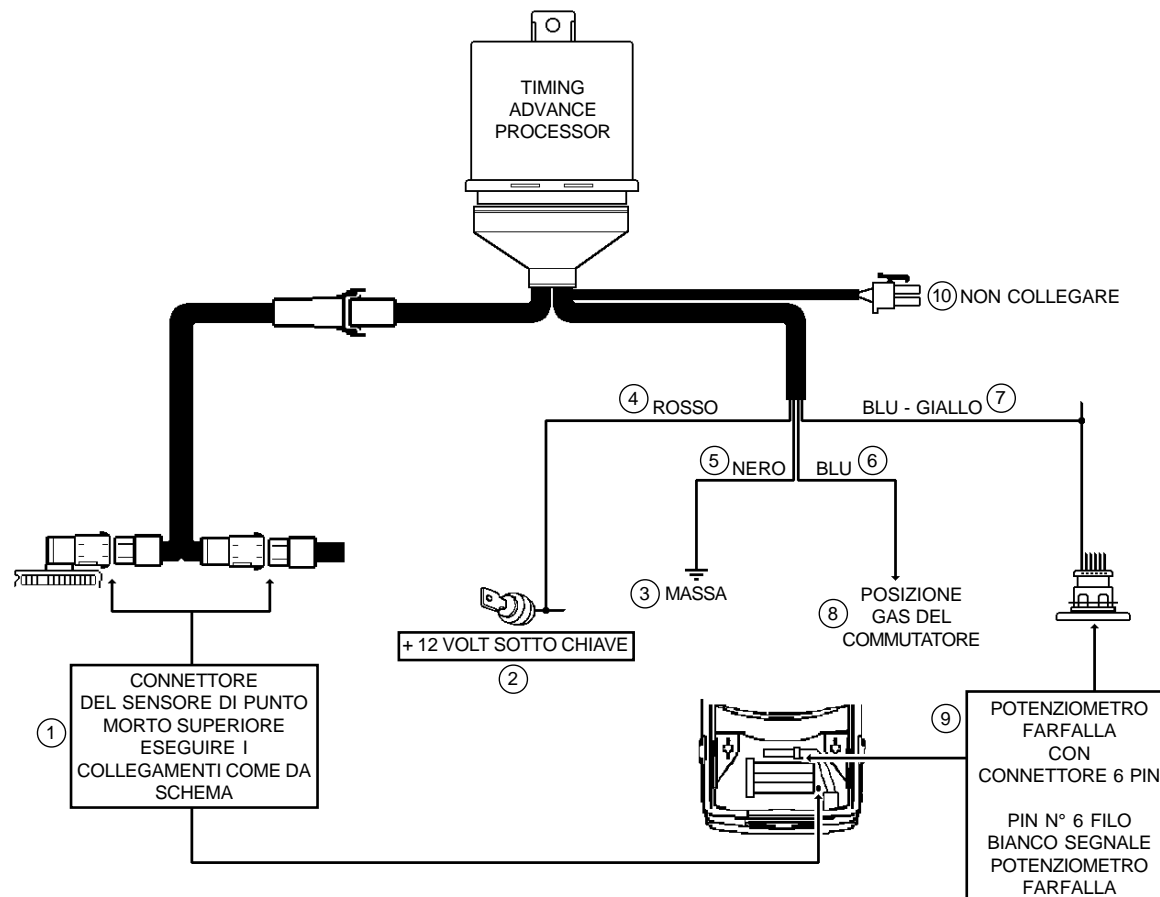 TIMING
ADVANCE
PROCESSOR
10 NON COLLEGARE
4 ROSSO
BLU - GIALLO 7
5 NERO
BLU 6
3 MASSA
8 POSIZIONE
GAS DEL
COMMUTATORE
+ 12 VOLT SOTTO CHIAVE
2
1
CONNETTORE
DEL SENSORE DI PUNTO
MORTO SUPERIORE
ESEGUIRE I
COLLEGAMENTI COME DA
SCHEMA
9
POTENZIOMETRO
FARFALLA
CON
CONNETTORE 6 PIN
PIN N° 6 FILO
BIANCO SEGNALE
POTENZIOMETRO
FARFALLA